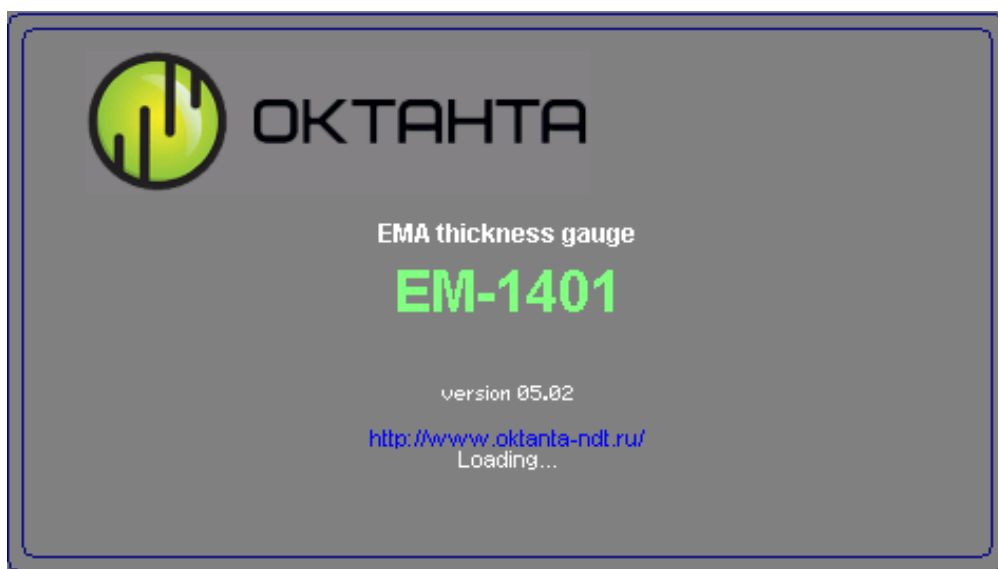 ОКТАНТА
EMA thickness gauge
EM-1401
version 05.02
http://www.oktanta-ndt.ru/
Loading...